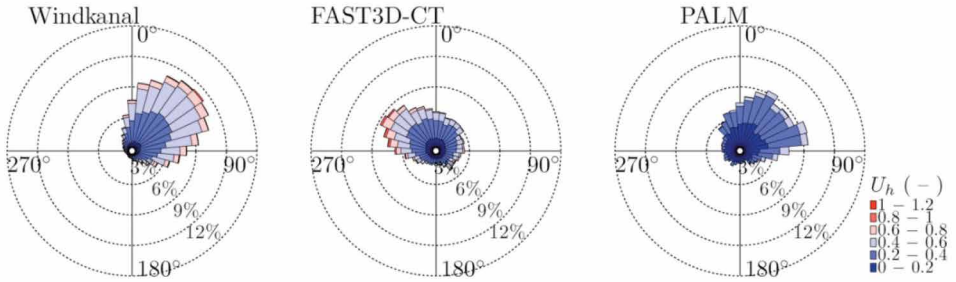 Windkanal
0°
270°
90°
3%
6%
9%
12%
180°
FAST3D-CT
0°
270°
90°
3%
6%
9%
12%
180°
PALM
0°
270°
90°
3%
6%
9%
12%
180°
U_h (−)
1 − 1.2
0.8 − 1
0.6 − 0.8
0.4 − 0.6
0.2 − 0.4
0 − 0.2